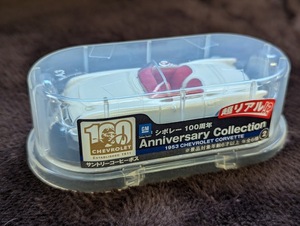 超リアル
100
CHEVROLET
サントリーコーヒーボス
GM
シボレー 100周年
Anniversary Collection
1953 CHEVROLET CORVETTE